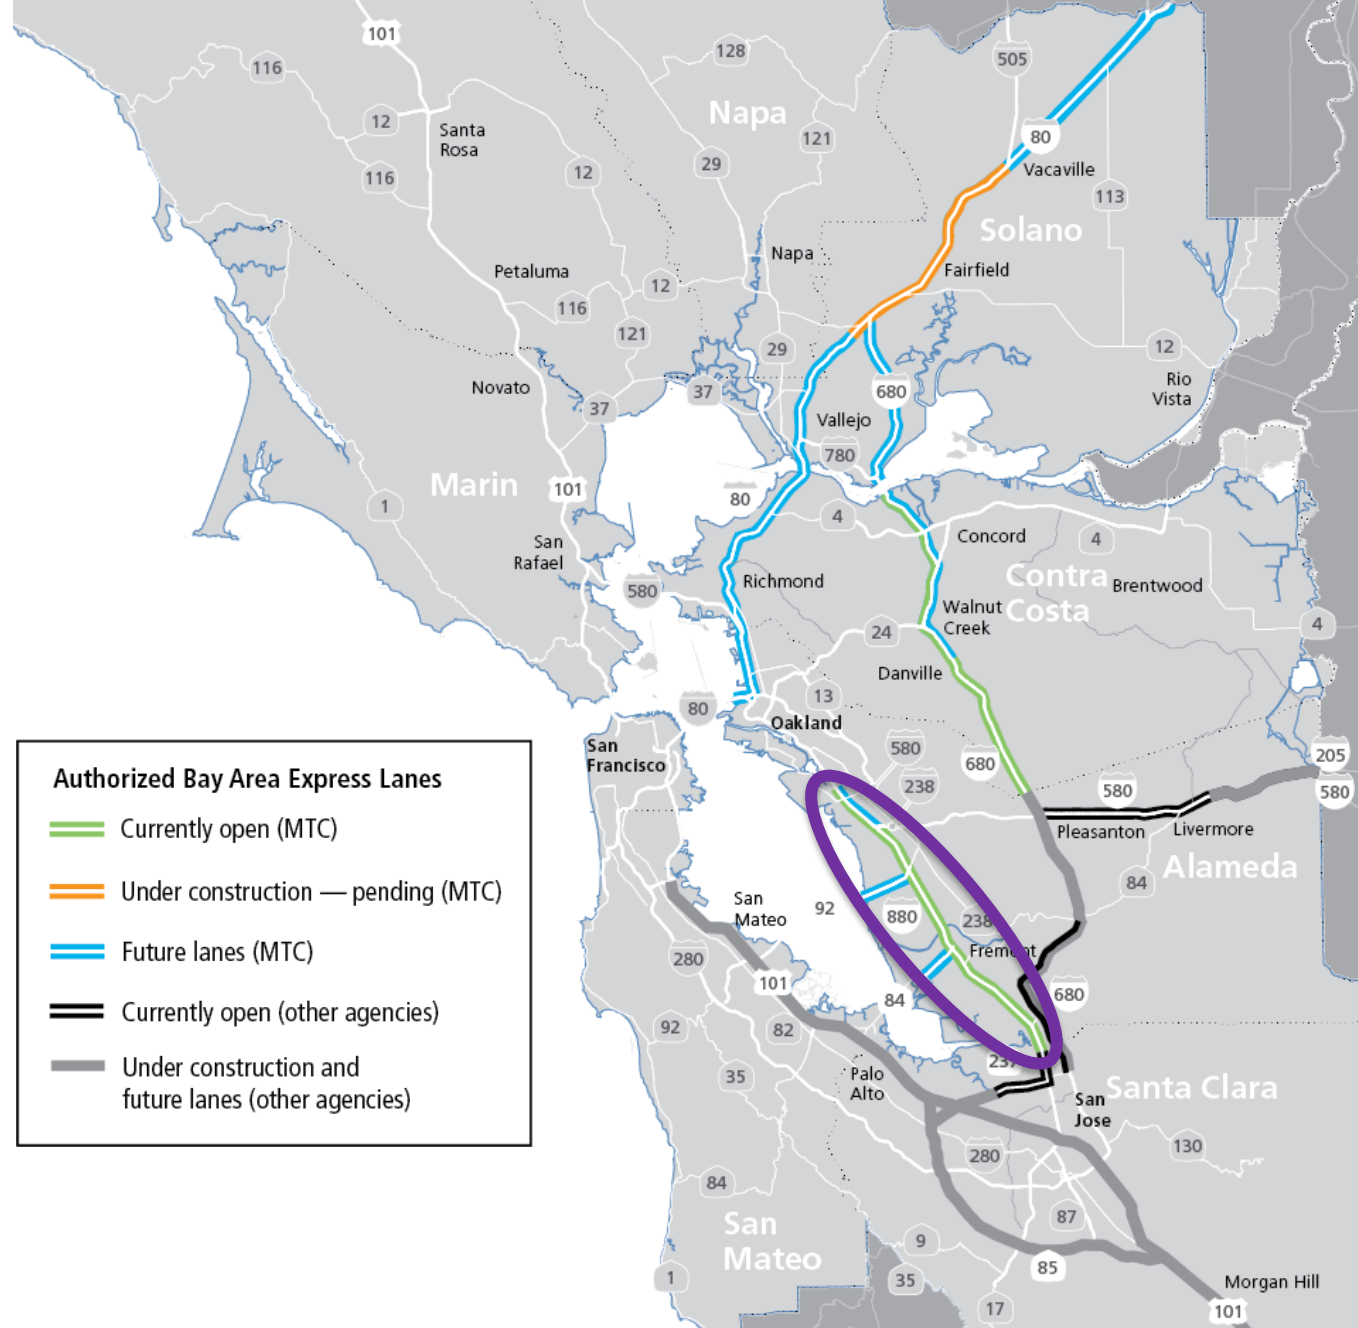 101
128
505
116
Napa
12
Santa
Rosa
121
80
29
Vacaville
116
12
113
Solano
Napa
Petaluma
Fairfield
12
116
121
29
12
Rio
Vista
Novato
37
37
680
Vallejo
780
Marin
101
80
1
4
Concord
4
San
Rafael
580
Richmond
Contra
Costa
Brentwood
Walnut
Creek
24
4
Danville
13
80
Oakland
San
Francisco
580
680
205
238
580
580
Pleasanton
Livermore
Alameda
84
San
Mateo
92
880
238
Fremont
280
101
84
680
92
82
237
35
Palo
Alto
Santa Clara
San
Jose
280
130
84
87
San
Mateo
9
85
1
35
17
Morgan Hill
101
Authorized Bay Area Express Lanes
Currently open (MTC)
Under construction — pending (MTC)
Future lanes (MTC)
Currently open (other agencies)
Under construction and
future lanes (other agencies)